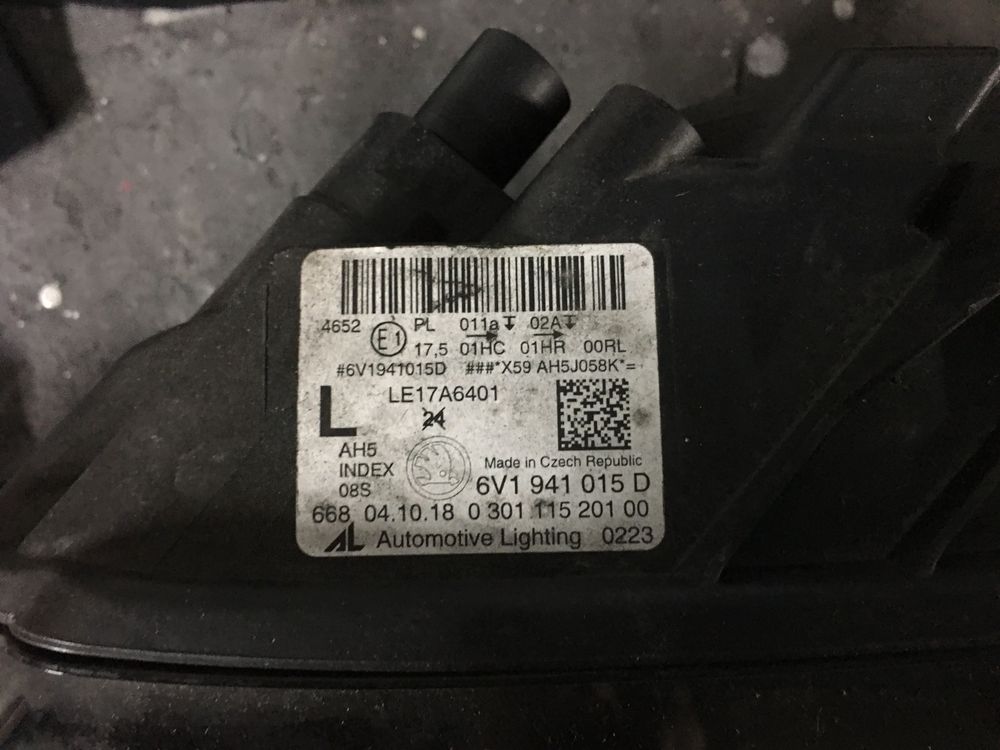 4652 E1 PL 011a 02A
17,5 01HC 01HR 00RL
#6V1941015D ###*X59 AH5J058K*=
L LE17A6401
24
AH5
INDEX
08S
Made in Czech Republic
6V1 941 015 D
668 04.10.18 0 301 115 201 00
AL Automotive Lighting 0223